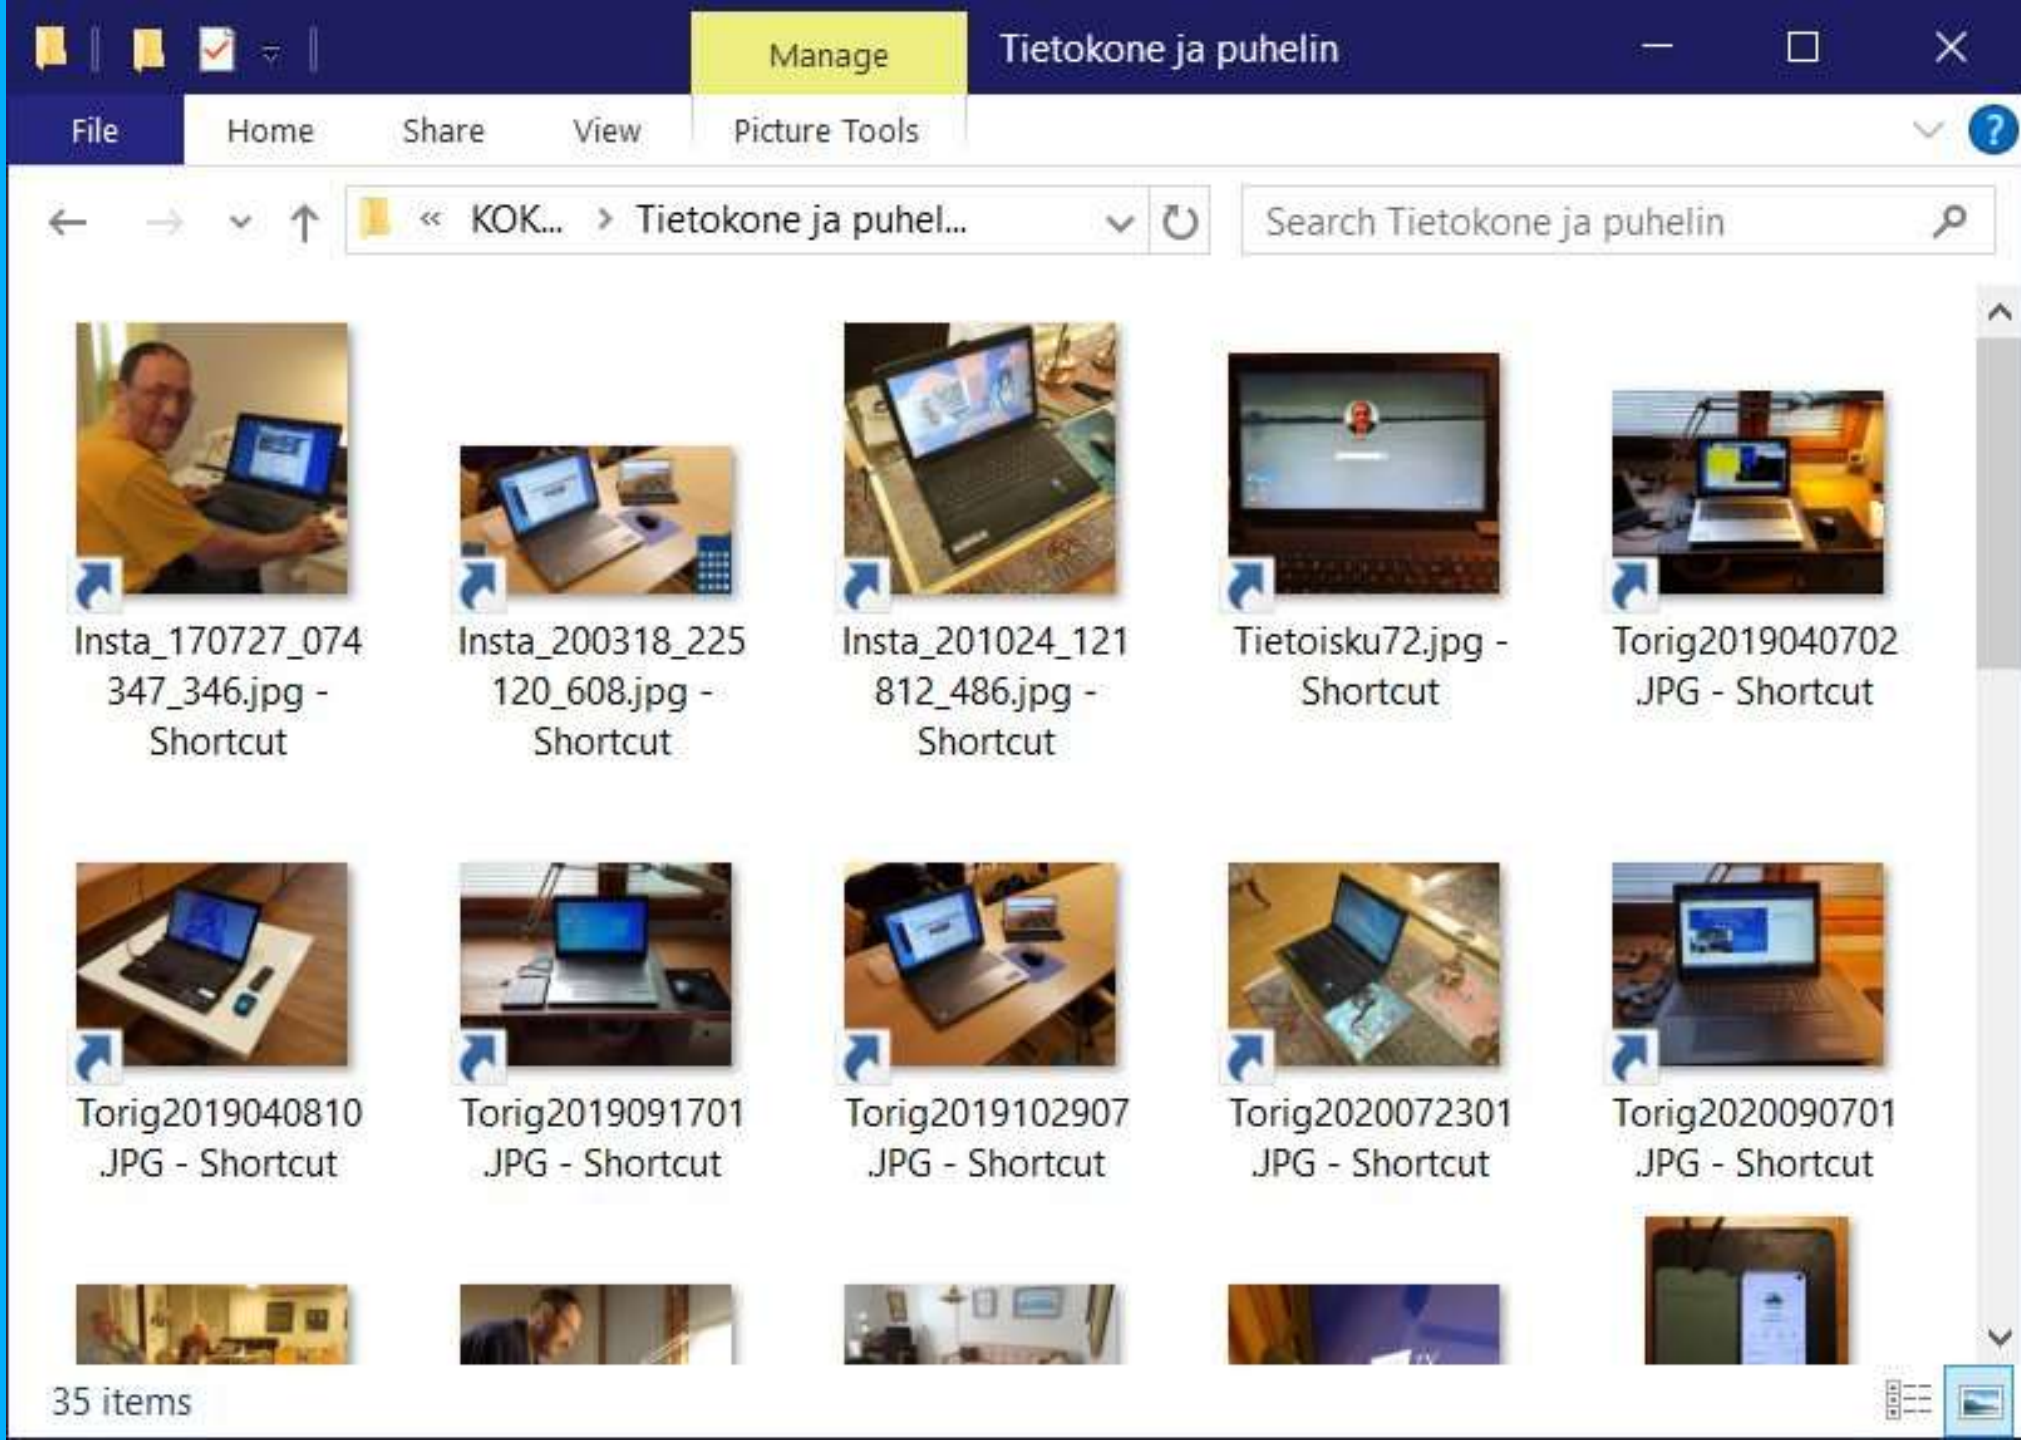 Manage
Tietokone ja puhelin
File
Home
Share
View
Picture Tools
?
« KOK... > Tietokone ja puhel...
Search Tietokone ja puhelin
Insta_170727_074
347_346.jpg -
Shortcut
Insta_200318_225
120_608.jpg -
Shortcut
Insta_201024_121
812_486.jpg -
Shortcut
Tietoisku72.jpg -
Shortcut
Torig2019040702
.JPG - Shortcut
Torig2019040810
.JPG - Shortcut
Torig2019091701
.JPG - Shortcut
Torig2019102907
.JPG - Shortcut
Torig2020072301
.JPG - Shortcut
Torig2020090701
.JPG - Shortcut
35 items